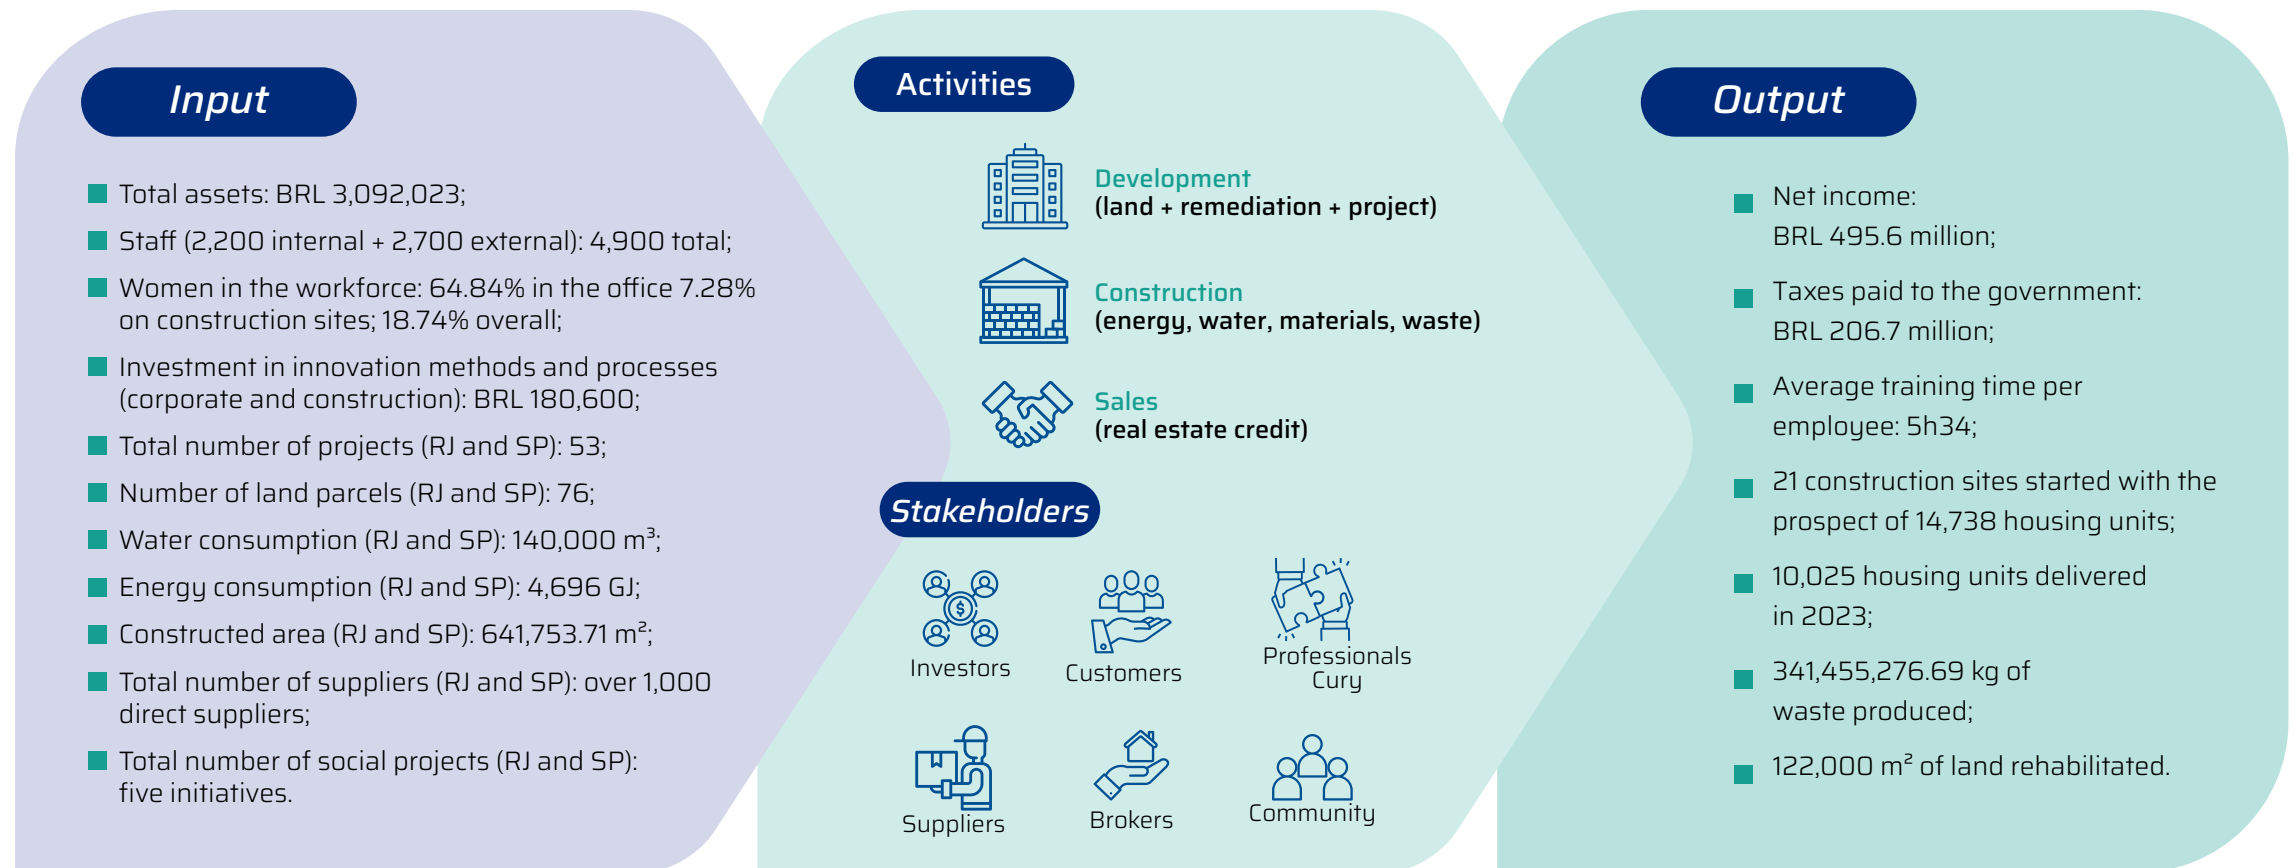 Input
Total assets: BRL 3,092,023;
Staff (2,200 internal + 2,700 external): 4,900 total;
Women in the workforce: 64.84% in the office 7.28%
on construction sites; 18.74% overall;
Investment in innovation methods and processes
(corporate and construction): BRL 180,600;
Total number of projects (RJ and SP): 53;
Number of land parcels (RJ and SP): 76;
Water consumption (RJ and SP): 140,000 m³;
Energy consumption (RJ and SP): 4,696 GJ;
Constructed area (RJ and SP): 641,753.71 m²;
Total number of suppliers (RJ and SP): over 1,000
direct suppliers;
Total number of social projects (RJ and SP):
five initiatives.
Activities
Development
(land + remediation + project)
Construction
(energy, water, materials, waste)
Sales
(real estate credit)
Stakeholders
$
Investors
Customers
Professionals
Cury
Suppliers
Brokers
Community
Output
Net income:
BRL 495.6 million;
Taxes paid to the government:
BRL 206.7 million;
Average training time per
employee: 5h34;
21 construction sites started with the
prospect of 14,738 housing units;
10,025 housing units delivered
in 2023;
341,455,276.69 kg of
waste produced;
122,000 m² of land rehabilitated.